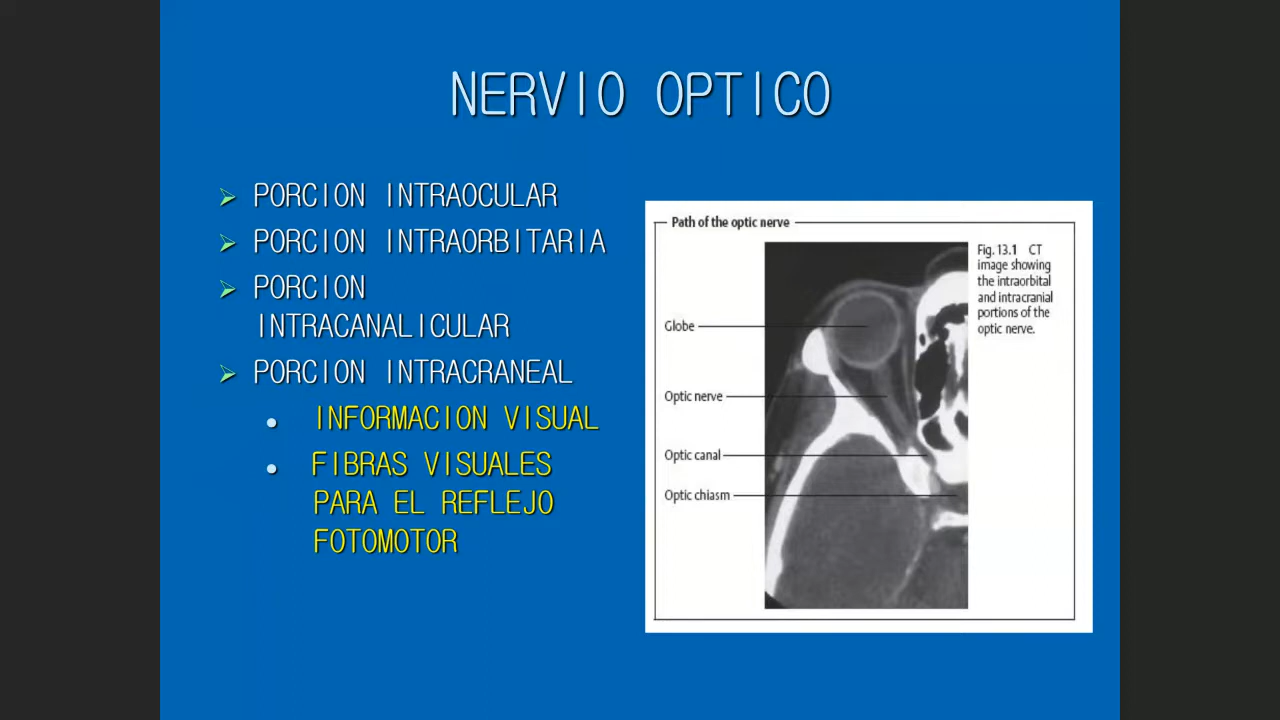 NERVIO OPTICO
PORCION INTRAOCULAR
PORCION INTRAORBITARIA
PORCION
INTRACANALICULAR
PORCION INTRACRANEAL
INFORMACION VISUAL
FIBRAS VISUALES
PARA EL REFLEJO
FOTOMOTOR
Path of the optic nerve
Fig. 13.1 CT
image showing
the intraorbital
and intracranial
portions of the
optic nerve.
Globe
Optic nerve
Optic canal
Optic chiasm